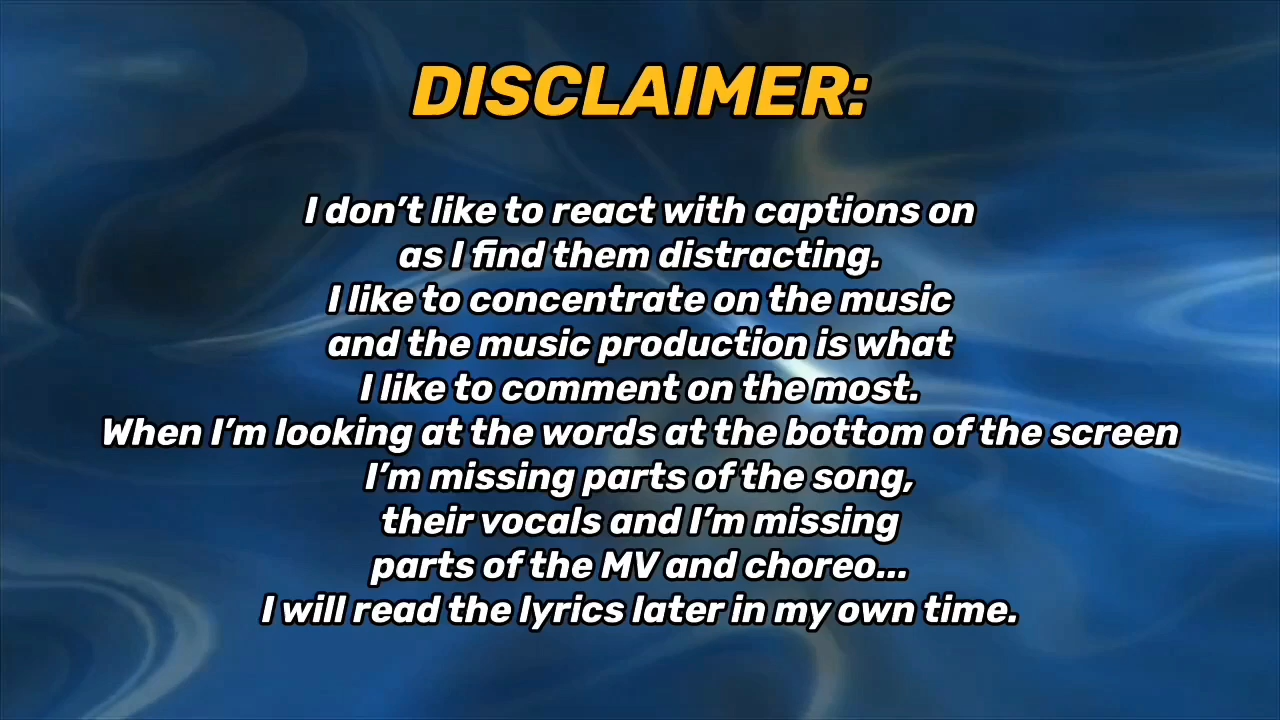 DISCLAIMER:
I don’t like to react with captions on
as I find them distracting.
I like to concentrate on the music
and the music production is what
I like to comment on the most.
When I’m looking at the words at the bottom of the screen
I’m missing parts of the song,
their vocals and I’m missing
parts of the MV and choreo...
I will read the lyrics later in my own time.